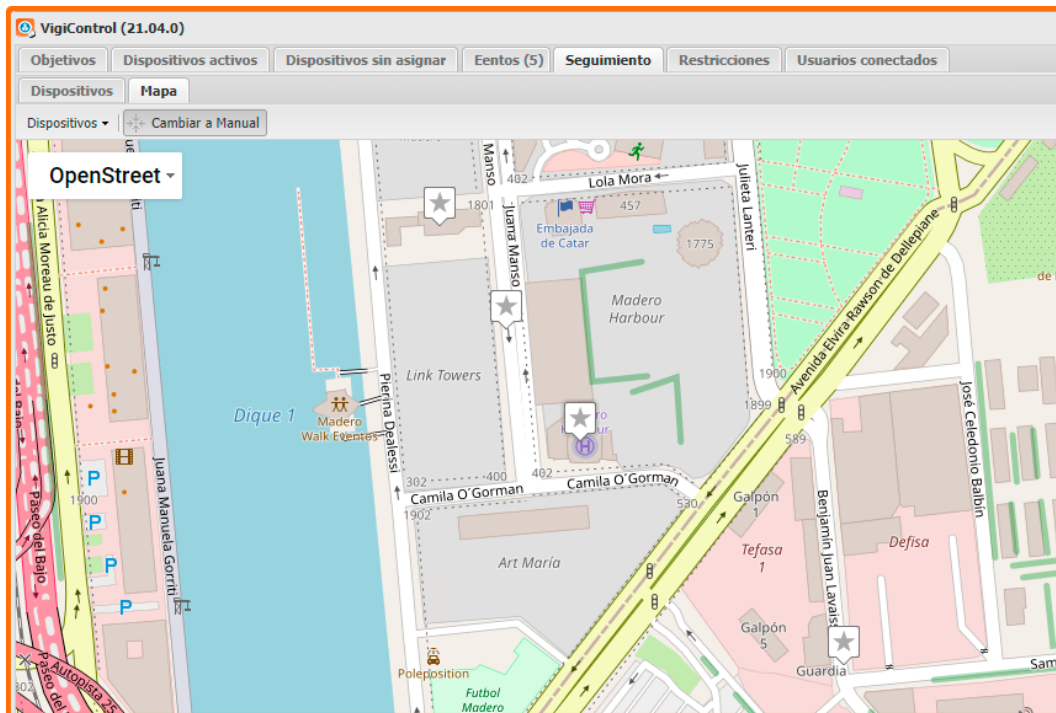 VigiControl (21.04.0)
Objetivos
Dispositivos activos
Dispositivos sin asignar
Eentos (5)
Seguimiento
Restricciones
Usuarios conectados
Dispositivos
Mapa
Dispositivos
Cambiar a Manual
OpenStreet
Alicia Moreau de Justo
Manso
402
Lola Mora
1801
Julieta Lanteri
457
Embajada
de Catar
1775
Juana Manso
Madero
Harbour
Avenida Elvira Rawson de Dellepiane
de
Link Towers
Pierina Dealessi
1900
1899
589
José Celedonio Balbín
Dique 1
Madero
Walk Eventos
del Bajo
Juana Manuela Gorriti
P
1900
P
P
P
Paseo del Bajo
302
400
402
Camila O´Gorman
Camila O´Gorman
1902
530
H
Galpón
1
Benjamín Juan Lavaiss
Tefasa
1
Defisa
Art María
Galpón
5
Guardia
Sam
Poleposition
Futbol
Madero
Autopista 25
Paseo del
302